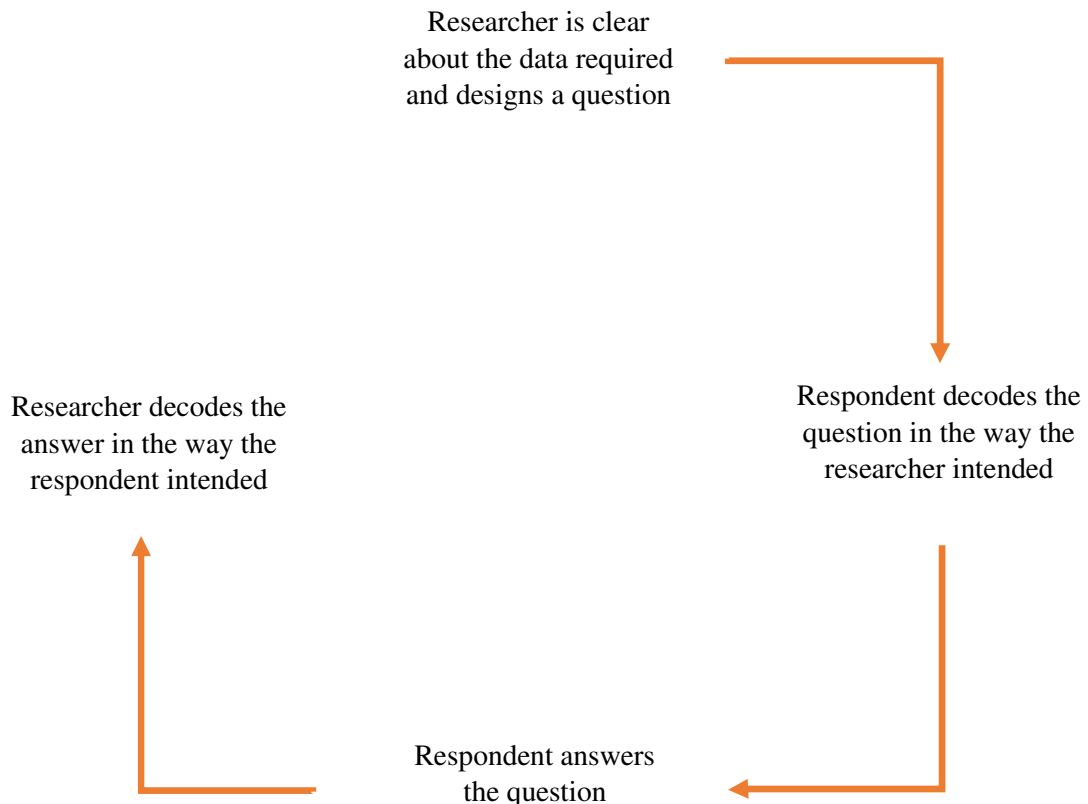 Researcher is clear
about the data required
and designs a question
Respondent decodes the
question in the way the
researcher intended
Respondent answers
the question
Researcher decodes the
answer in the way the
respondent intended